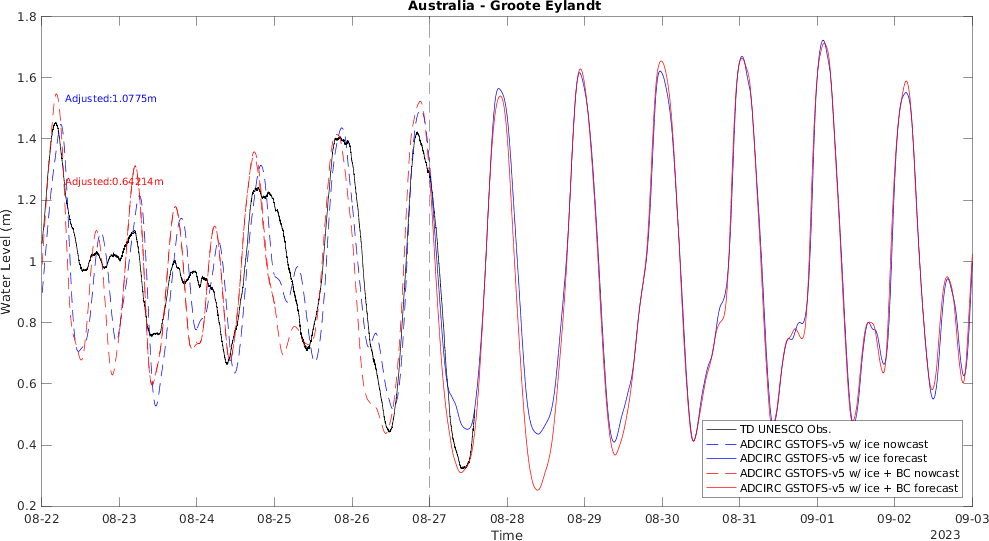 Australia - Groote Eylandt
1.8
1.6
1.4
1.2
1
0.8
0.6
0.4
0.2
Water Level (m)
Adjusted:1.0775m
Adjusted:0.64214m
TD UNESCO Obs.
ADCIRC GSTOFS-v5 w/ ice nowcast
ADCIRC GSTOFS-v5 w/ ice forecast
ADCIRC GSTOFS-v5 w/ ice + BC nowcast
ADCIRC GSTOFS-v5 w/ ice + BC forecast
08-22 08-23 08-24 08-25 08-26 08-27 08-28 08-29 08-30 08-31 09-01 09-02 09-03
Time
2023